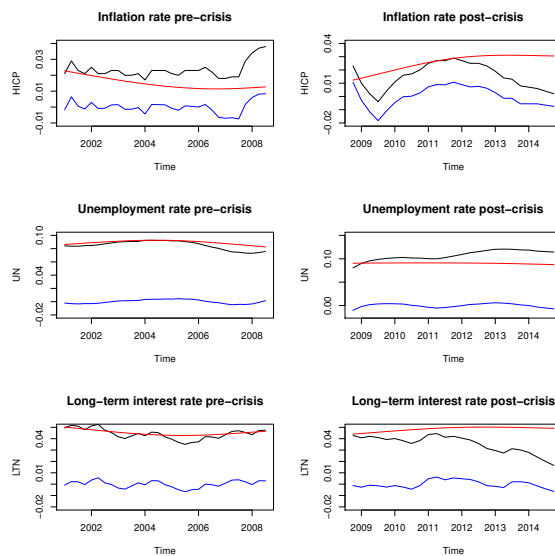 Inflation rate pre-crisis
HICP
-0.01 0.01 0.03
2002 2004 2006 2008
Time
Inflation rate post-crisis
HICP
-0.02 0.01 0.04
2009 2010 2011 2012 2013 2014
Time
Unemployment rate pre-crisis
UN
-0.02 0.04 0.10
2002 2004 2006 2008
Time
Unemployment rate post-crisis
UN
0.00 0.10
2009 2010 2011 2012 2013 2014
Time
Long-term interest rate pre-crisis
LTN
-0.02 0.01 0.04
2002 2004 2006 2008
Time
Long-term interest rate post-crisis
LTN
-0.02 0.01 0.04
2009 2010 2011 2012 2013 2014
Time